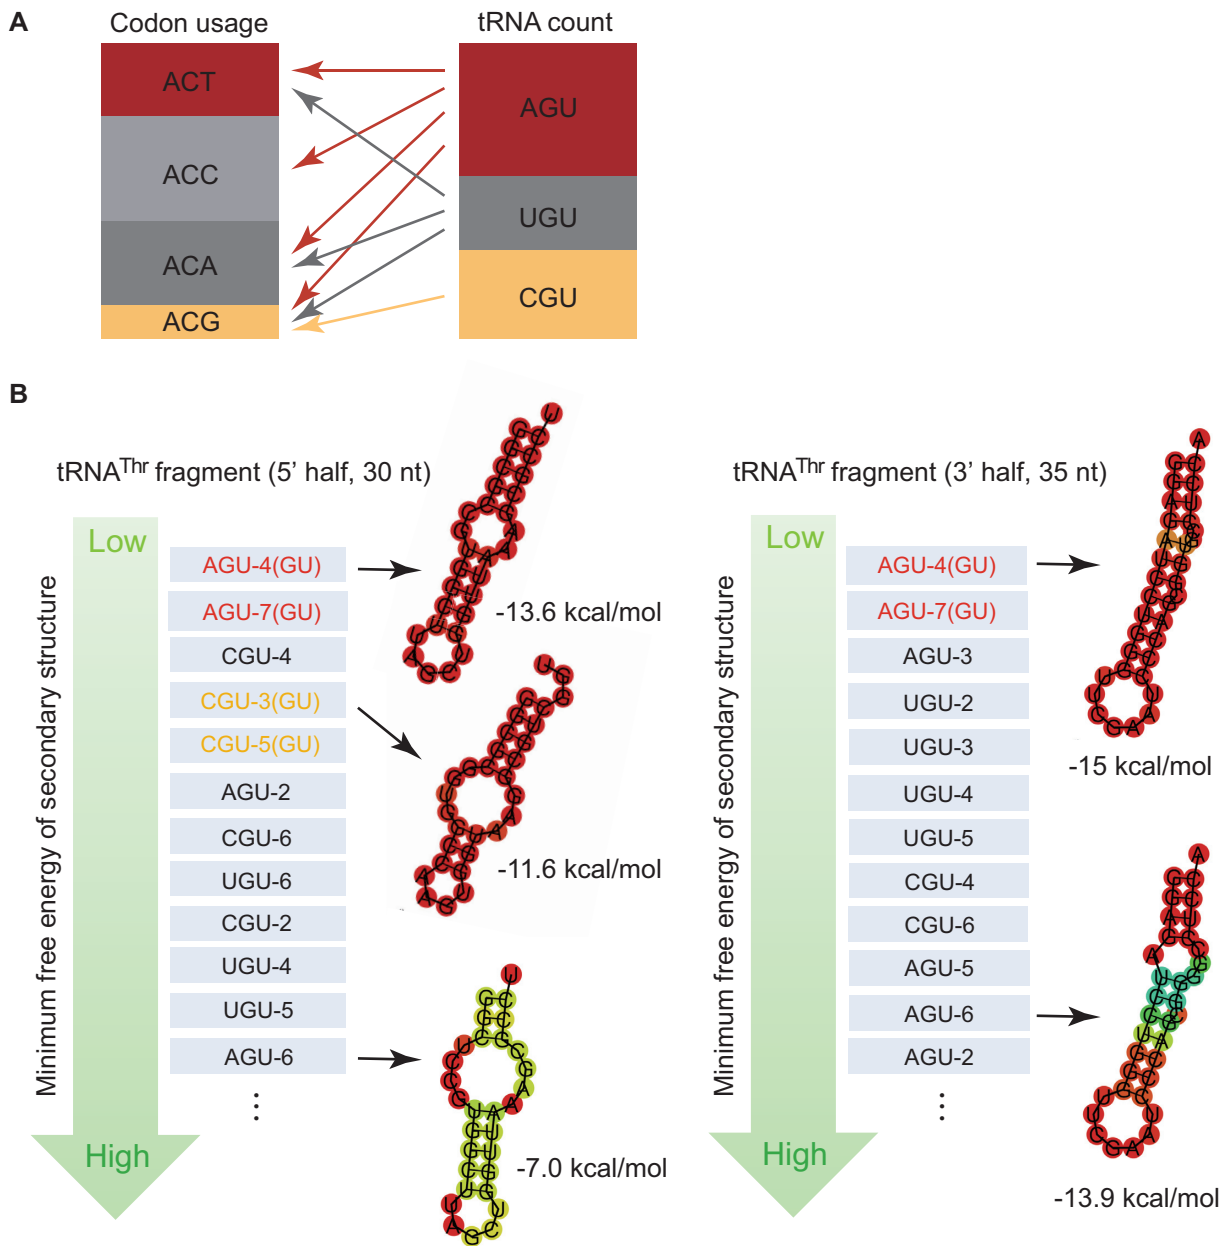 A
Codon usage
tRNA count
ACT
ACC
ACA
ACG
AGU
UGU
CGU
B
tRNAThr fragment (5' half, 30 nt)
Minimum free energy of secondary structure
Low
High
AGU-4(GU)
AGU-7(GU)
CGU-4
CGU-3(GU)
CGU-5(GU)
AGU-2
CGU-6
UGU-6
CGU-2
UGU-4
UGU-5
AGU-6
⋮
-13.6 kcal/mol
-11.6 kcal/mol
-7.0 kcal/mol
tRNAThr fragment (3' half, 35 nt)
Minimum free energy of secondary structure
Low
High
AGU-4(GU)
AGU-7(GU)
AGU-3
UGU-2
UGU-3
UGU-4
UGU-5
CGU-4
CGU-6
AGU-5
AGU-6
AGU-2
⋮
-15 kcal/mol
-13.9 kcal/mol